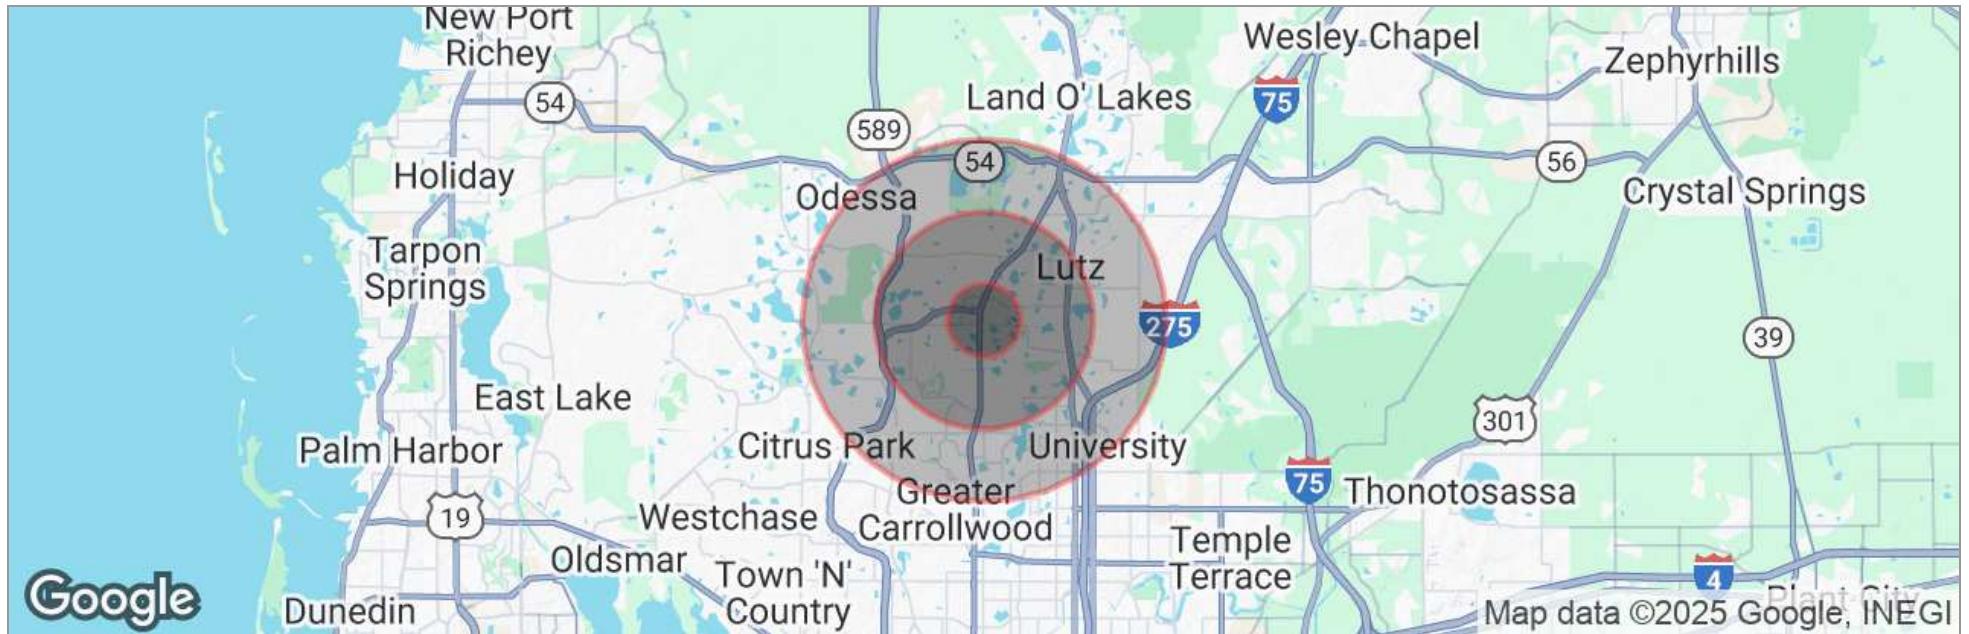 New Port
Richey
Wesley Chapel
Zephyrhills
54
75
Land O' Lakes
589
54
56
Holiday
Odessa
Crystal Springs
Tarpon
Springs
Lutz
275
39
East Lake
301
Palm Harbor
Citrus Park
University
75
Thonotosassa
Greater
Carrollwood
19
Westchase
Oldsmar
Temple
Terrace
Town 'N'
Country
4
Plant City
Google
Dunedin
Map data ©2025 Google, INEGI